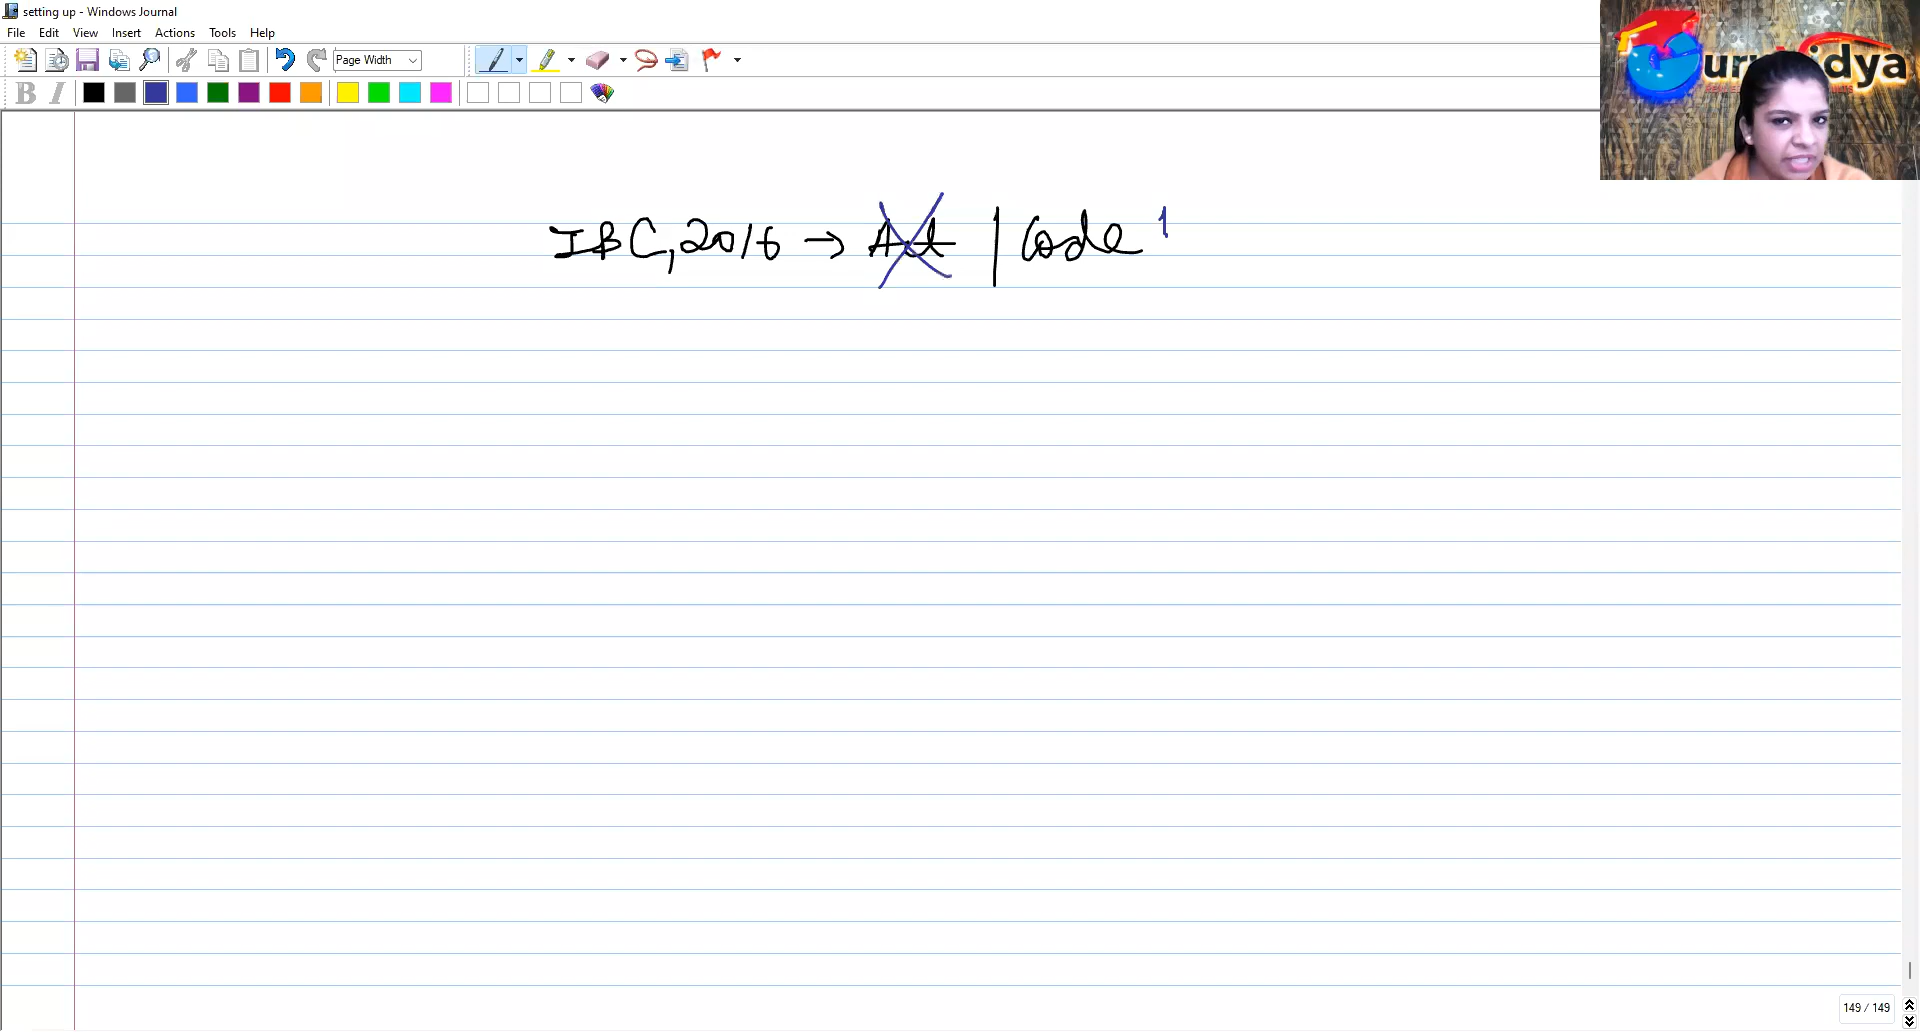 setting up - Windows Journal
File Edit View Insert Actions Tools Help
Page Width
B I
IBC, 2016 → Act | Code
149 / 149